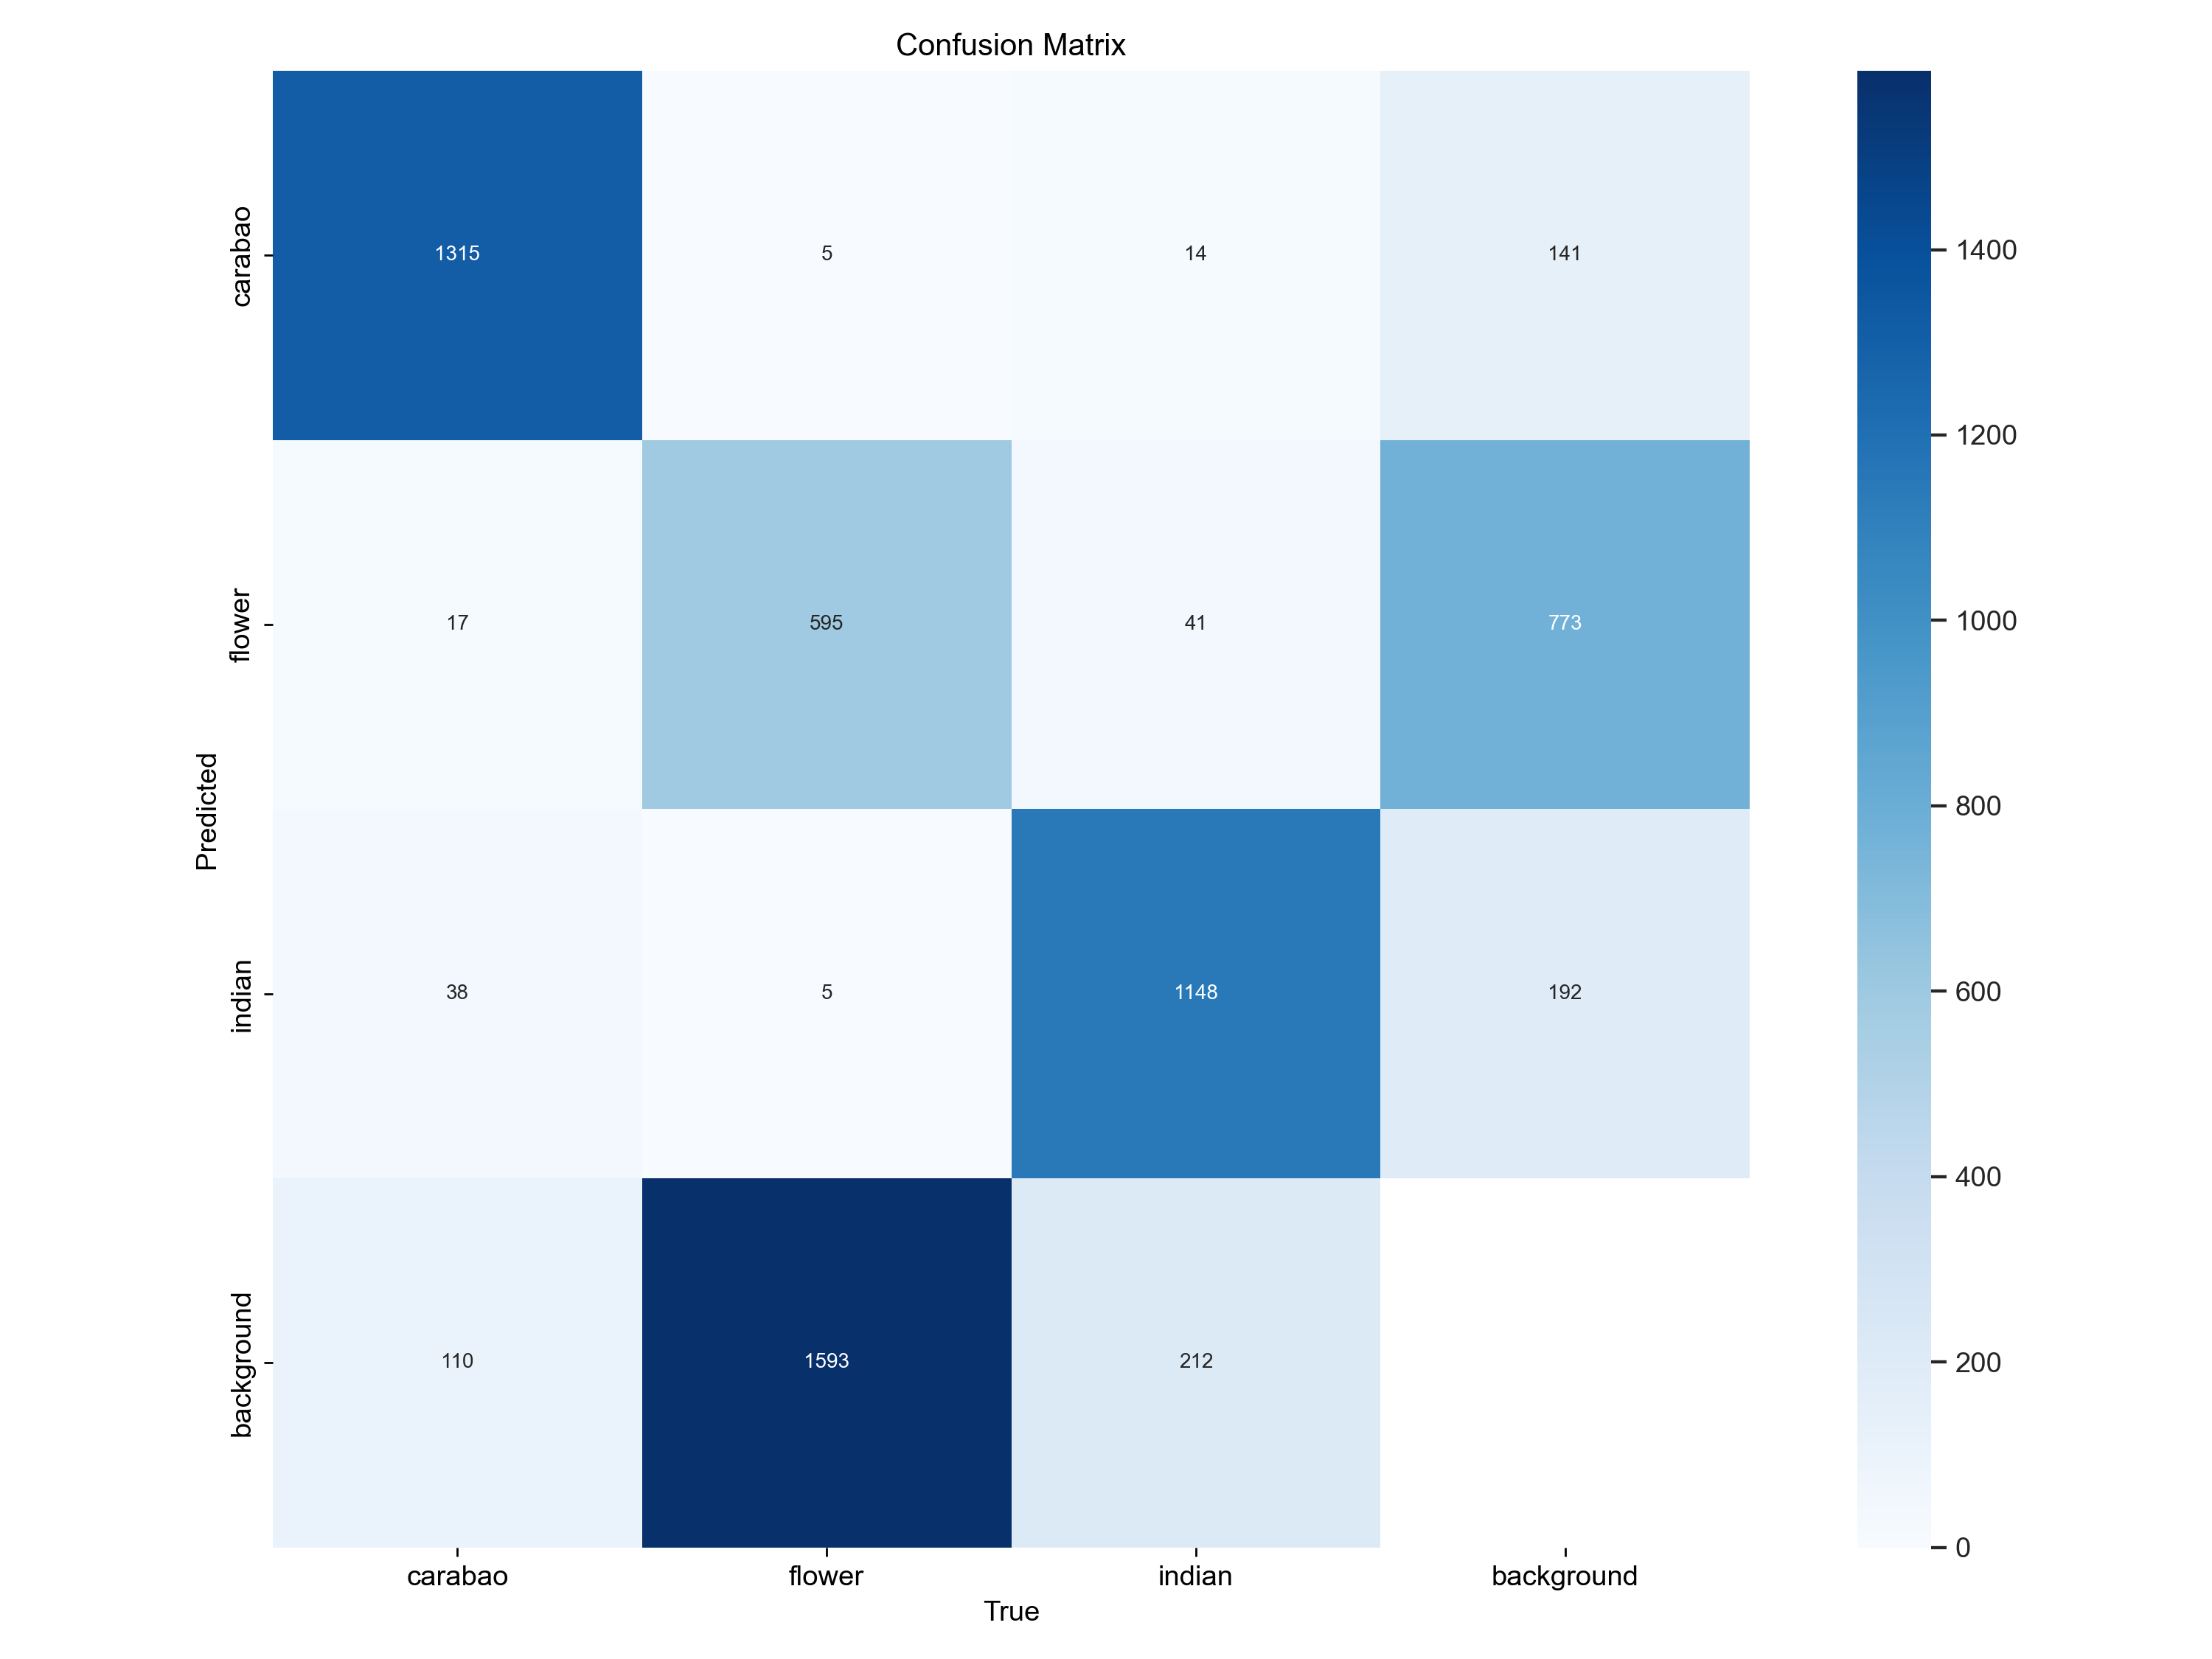 Confusion Matrix
carabao
1315
5
14
141
flower
17
595
41
773
indian
38
5
1148
192
background
110
1593
212
Predicted
carabao
flower
indian
background
True
1400
1200
1000
800
600
400
200
0